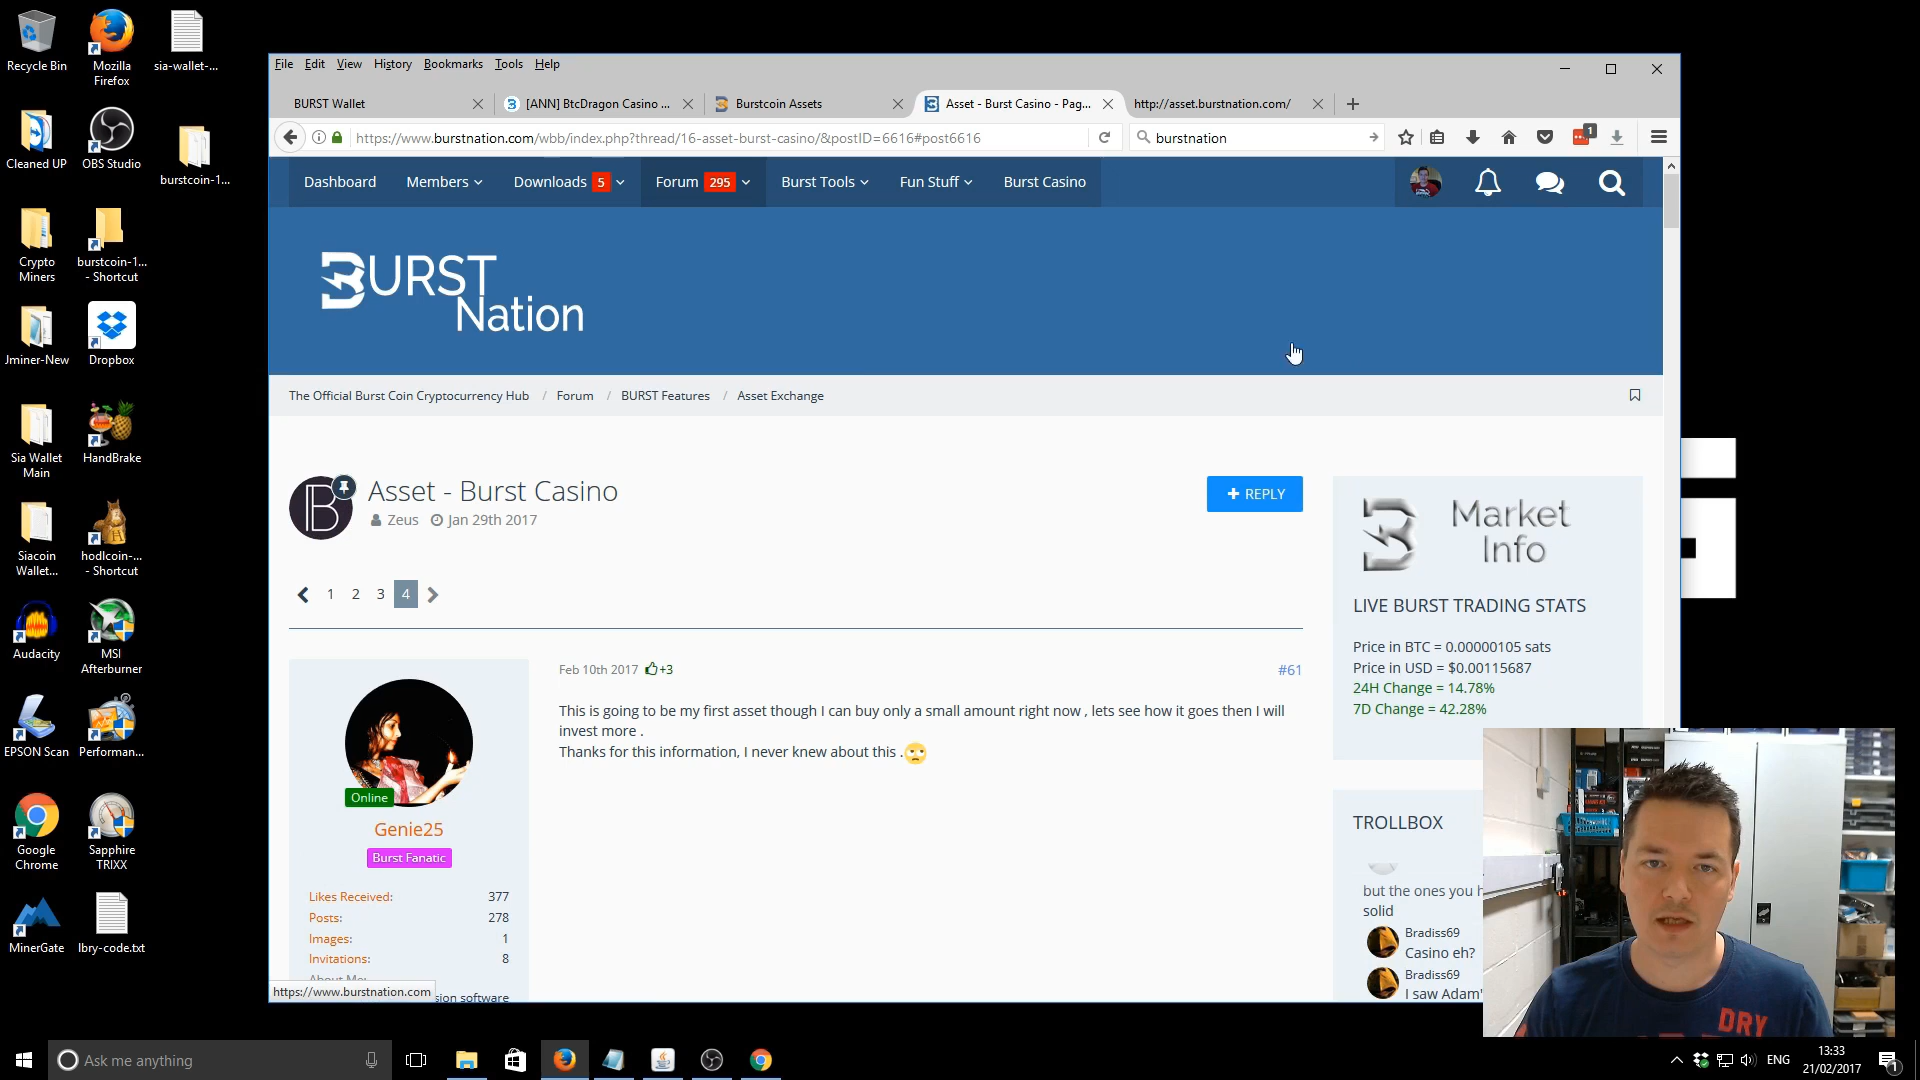 Recycle Bin
Mozilla
Firefox
sia-wallet-...
Cleaned UP
OBS Studio
burstcoin-1...
Crypto
Miners
burstcoin-1...
- Shortcut
Jminer-New
Dropbox
Sia Wallet
Main
HandBrake
Siacoin
Wallet...
hodlcoin-...
- Shortcut
Audacity
MSI
Afterburner
EPSON Scan
Performan...
Google
Chrome
Sapphire
TRIXX
MinerGate
lbry-code.txt
File Edit View History Bookmarks Tools Help
BURST Wallet
[ANN] BtcDragon Casino ...
Burstcoin Assets
Asset - Burst Casino - Pag...
http://asset.burstnation.com/
https://www.burstnation.com/wbb/index.php?thread/16-asset-burst-casino/&postID=6616#post6616
burstnation
1
Dashboard
Members
Downloads 5
Forum 295
Burst Tools
Fun Stuff
Burst Casino
BURST
Nation
The Official Burst Coin Cryptocurrency Hub / Forum / BURST Features / Asset Exchange
Asset - Burst Casino
Zeus Jan 29th 2017
+ REPLY
1 2 3 4
Feb 10th 2017 +3
#61
This is going to be my first asset though I can buy only a small amount right now , lets see how it goes then I will
invest more .
Thanks for this information, I never knew about this .
Online
Genie25
Burst Fanatic
Likes Received: 377
Posts: 278
Images: 1
Invitations: 8
https://www.burstnation.com
sion software
Market
Info
LIVE BURST TRADING STATS
Price in BTC = 0.00000105 sats
Price in USD = $0.00115687
24H Change = 14.78%
7D Change = 42.28%
TROLLBOX
but the ones you h
solid
Bradiss69
Casino eh?
Bradiss69
I saw Adam'
DRY
Ask me anything
ENG
13:33
21/02/2017
1